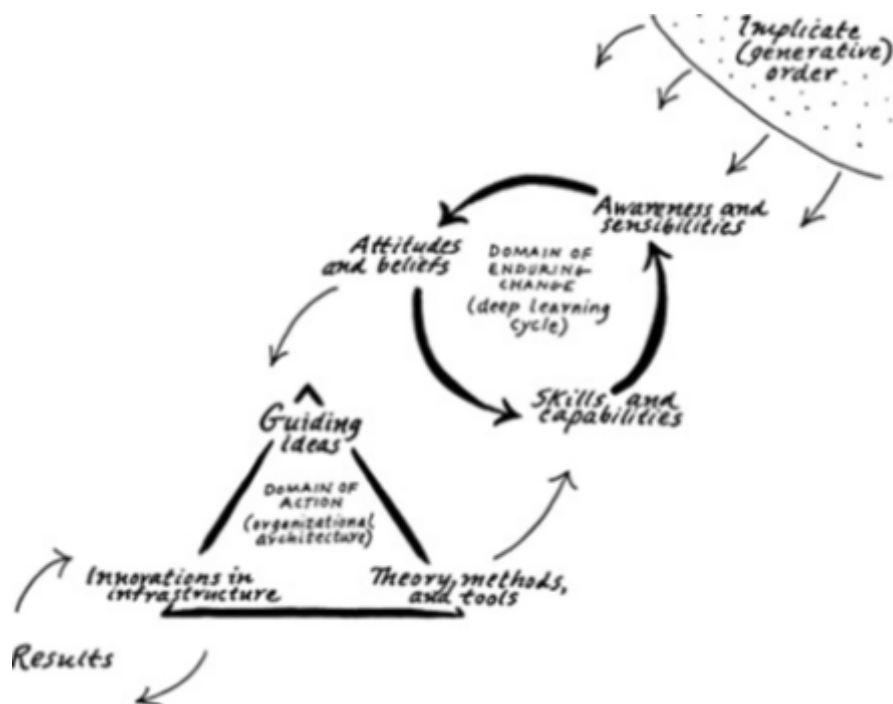 Implicate
(generative)
order
Awareness and
sensibilities
Attitudes
and beliefs
DOMAIN OF
ENDURING
CHANGE
(deep learning
cycle)
Skills and
capabilities
Guiding
ideas
DOMAIN OF
ACTION
(organizational
architecture)
Innovations in
infrastructure
Theory, methods,
and tools
Results